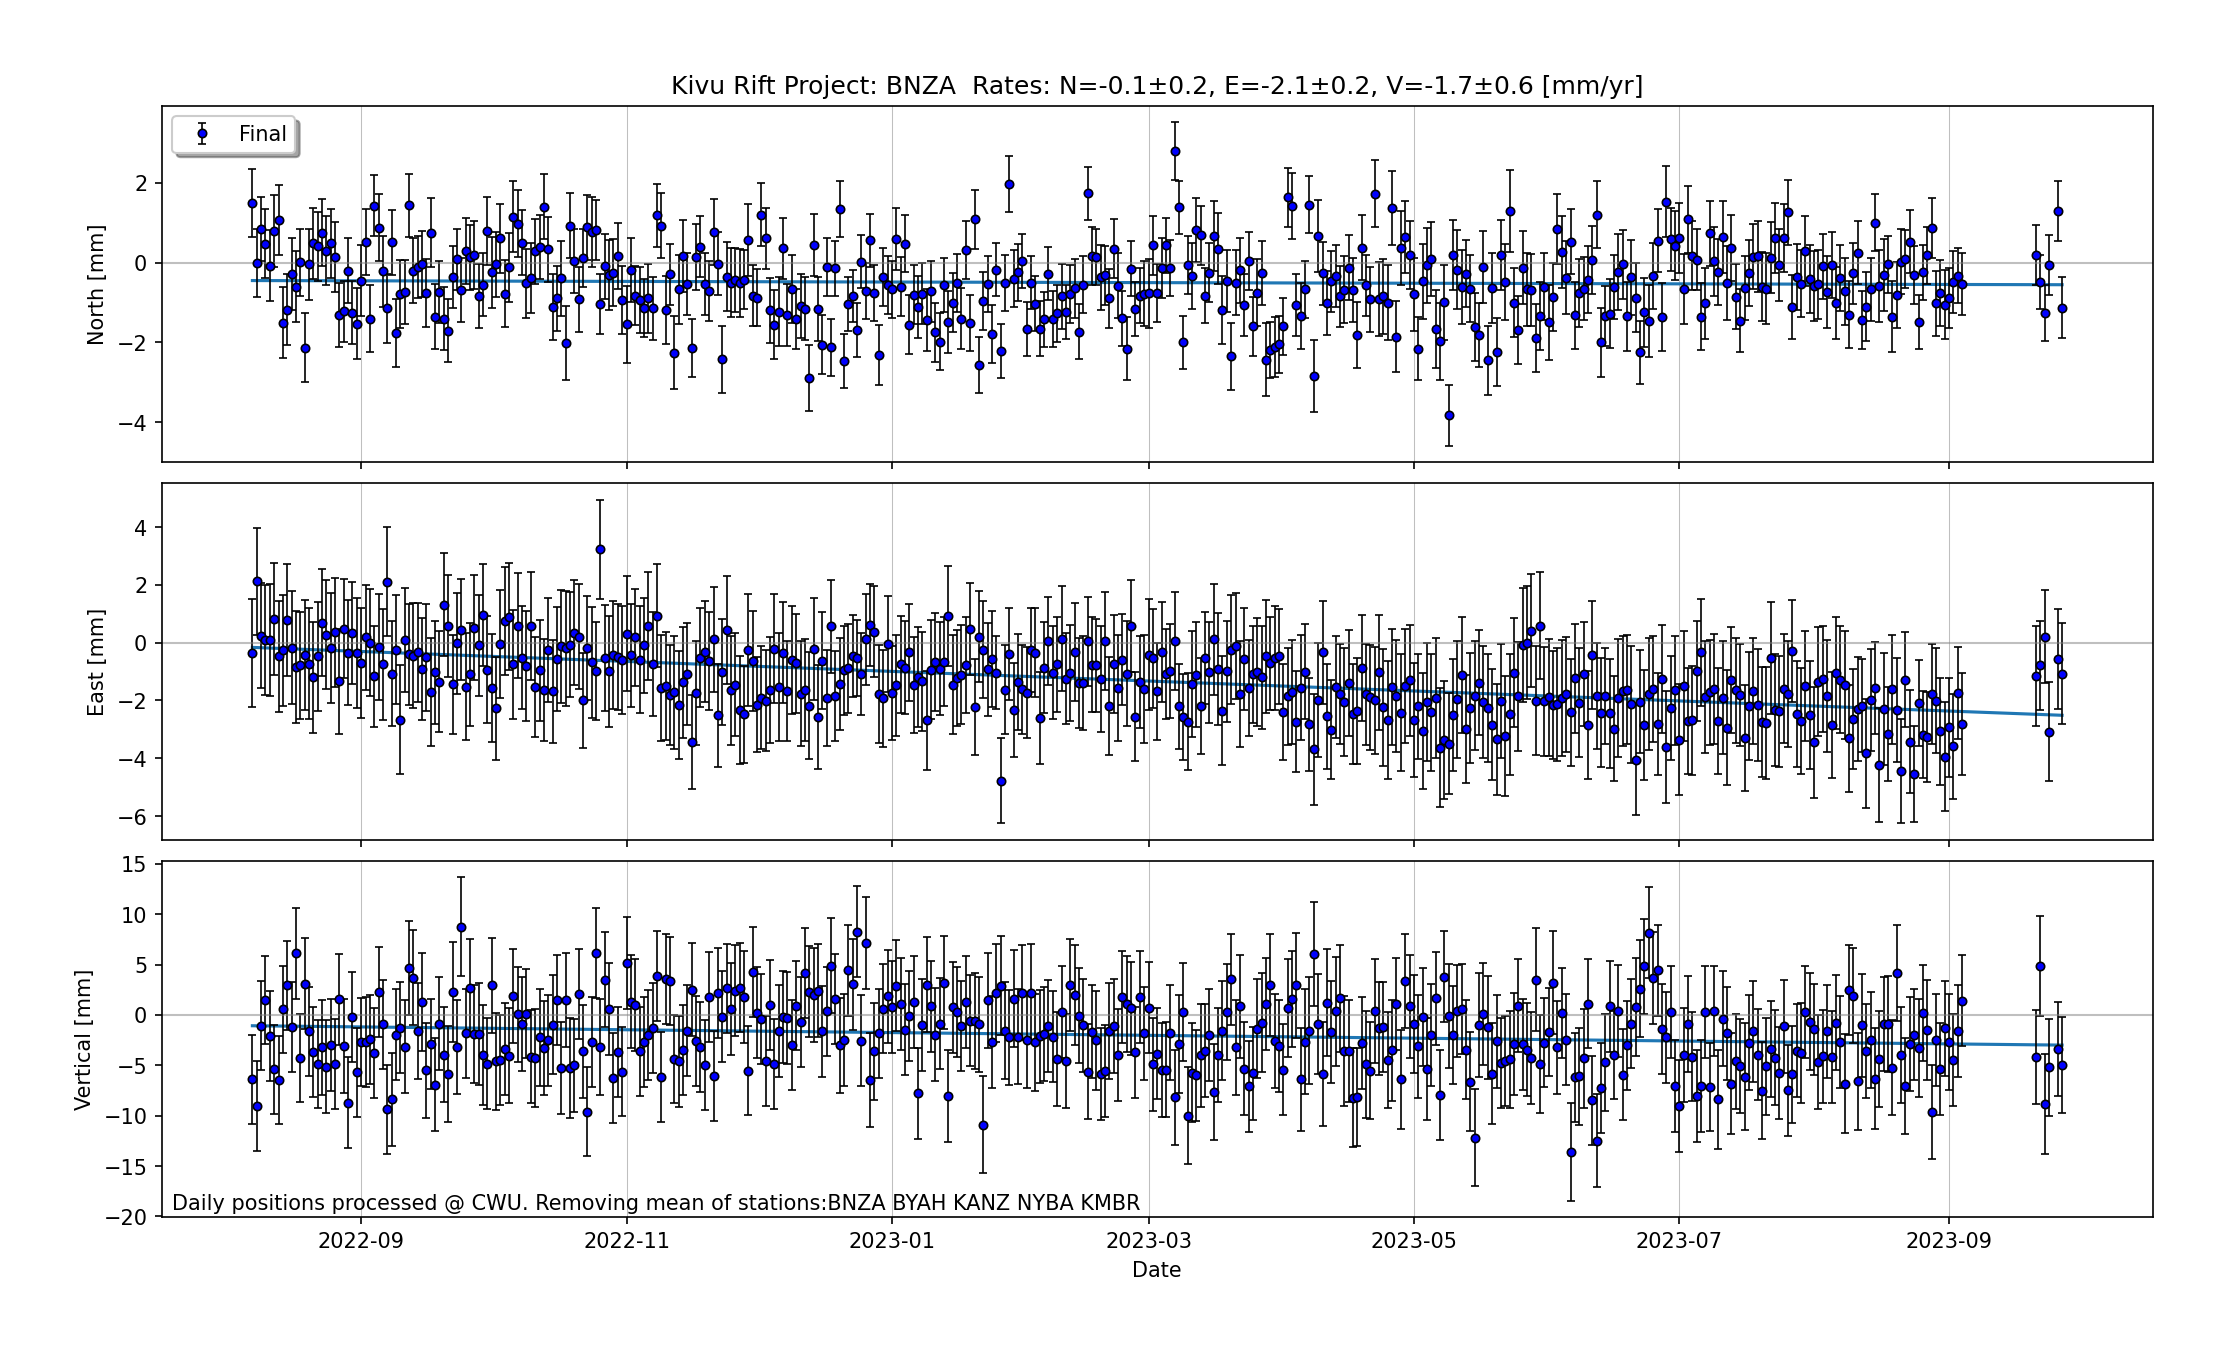 Kivu Rift Project: BNZA  Rates: N=-0.1±0.2, E=-2.1±0.2, V=-1.7±0.6 [mm/yr]
Final
North [mm]
2
0
−2
−4
East [mm]
4
2
0
−2
−4
−6
Vertical [mm]
15
10
5
0
−5
−10
−15
−20
Daily positions processed @ CWU. Removing mean of stations:BNZA BYAH KANZ NYBA KMBR
2022-09 2022-11 2023-01 2023-03 2023-05 2023-07 2023-09
Date